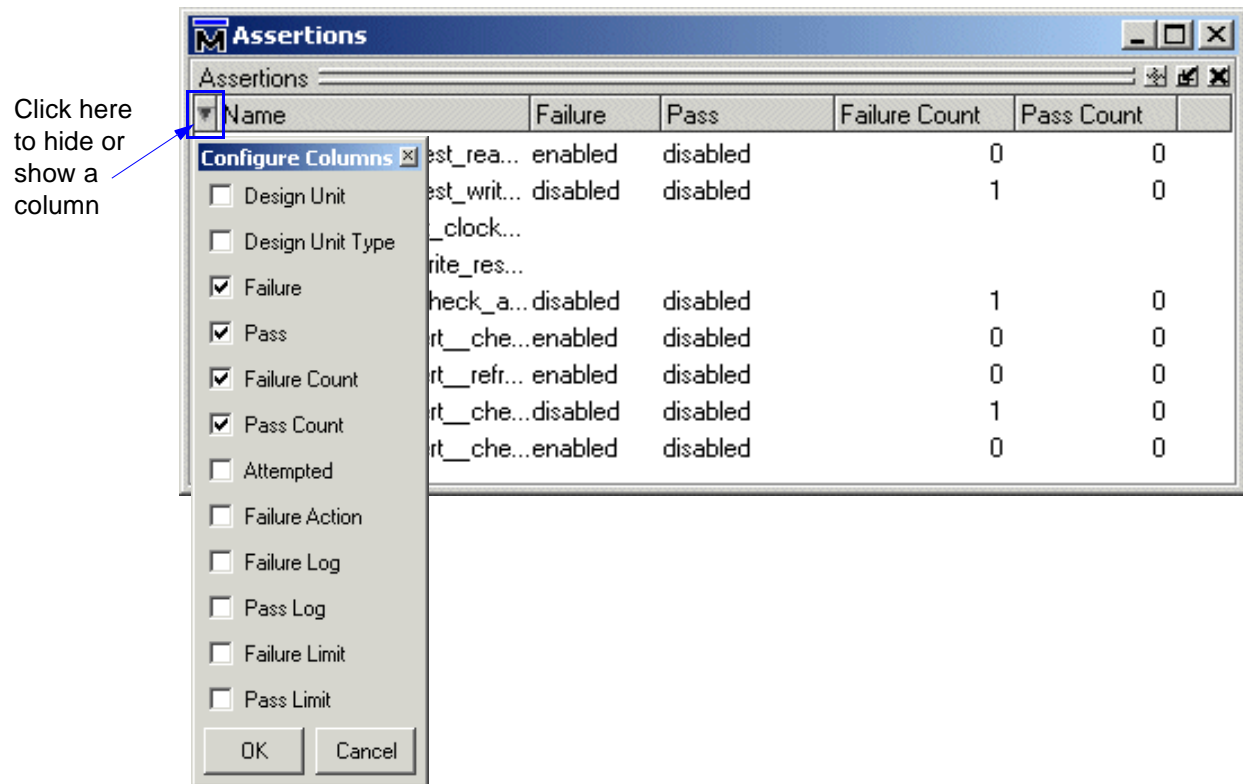 Assertions
Assertions
Click here
to hide or
show a
column
Name Failure Pass Failure Count Pass Count
Configure Columns
est_rea... enabled disabled 0 0
est_writ... disabled disabled 1 0
_clock...
rite_res...
heck_a... disabled disabled 1 0
rt__che... enabled disabled 0 0
rt__refr... enabled disabled 0 0
rt__che... disabled disabled 1 0
rt__che... enabled disabled 0 0
Design Unit
Design Unit Type
Failure
Pass
Failure Count
Pass Count
Attempted
Failure Action
Failure Log
Pass Log
Failure Limit
Pass Limit
OK Cancel